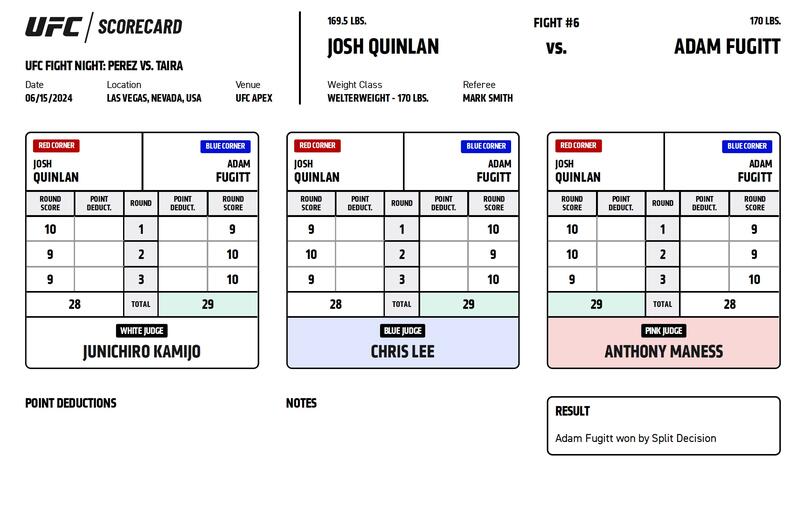 UFC / SCORECARD
UFC FIGHT NIGHT: PEREZ VS. TAIRA
Date Location Venue
06/15/2024 LAS VEGAS, NEVADA, USA UFC APEX
169.5 LBS. FIGHT #6 170 LBS.
JOSH QUINLAN VS. ADAM FUGITT
Weight Class Referee
WELTERWEIGHT - 170 LBS. MARK SMITH
RED CORNER BLUE CORNER
JOSH ADAM
QUINLAN FUGITT
ROUND SCORE POINT DEDUCT. ROUND POINT DEDUCT. ROUND SCORE
10 1 9
9 2 10
9 3 10
28 TOTAL 29
WHITE JUDGE
JUNICHIRO KAMIJO
RED CORNER BLUE CORNER
JOSH ADAM
QUINLAN FUGITT
ROUND SCORE POINT DEDUCT. ROUND POINT DEDUCT. ROUND SCORE
9 1 10
10 2 9
9 3 10
28 TOTAL 29
BLUE JUDGE
CHRIS LEE
RED CORNER BLUE CORNER
JOSH ADAM
QUINLAN FUGITT
ROUND SCORE POINT DEDUCT. ROUND POINT DEDUCT. ROUND SCORE
10 1 9
10 2 9
9 3 10
29 TOTAL 28
PINK JUDGE
ANTHONY MANESS
POINT DEDUCTIONS
NOTES
RESULT
Adam Fugitt won by Split Decision